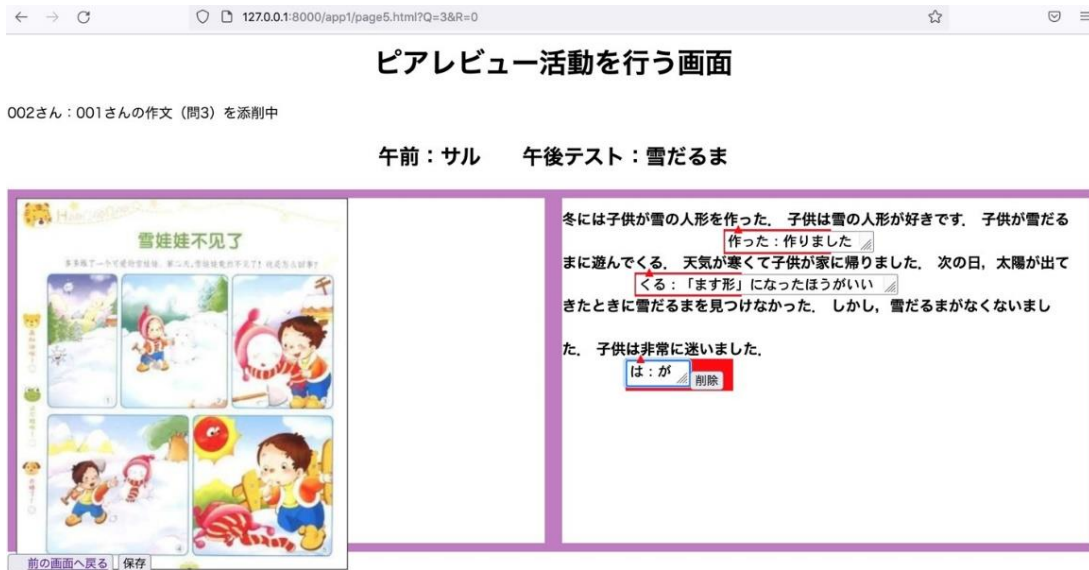 127.0.0.1:8000/app1/page5.html?Q=3&R=0
ピアレビュー活動を行う画面
002さん：001さんの作文（問3）を添削中
午前：サル　　午後テスト：雪だるま
雪娃娃不见了
冬には子供が雪の人形を作った． 子供は雪の人形が好きです． 子供が雪だる
作った：作りました
まに遊んでくる． 天気が寒くて子供が家に帰りました． 次の日，太陽が出て
くる：「ます形」になったほうがいい
きたときに雪だるまを見つけなかった． しかし，雪だるまがなくないまし
た． 子供は非常に迷いました．
は：が
削除
前の画面へ戻る
保存